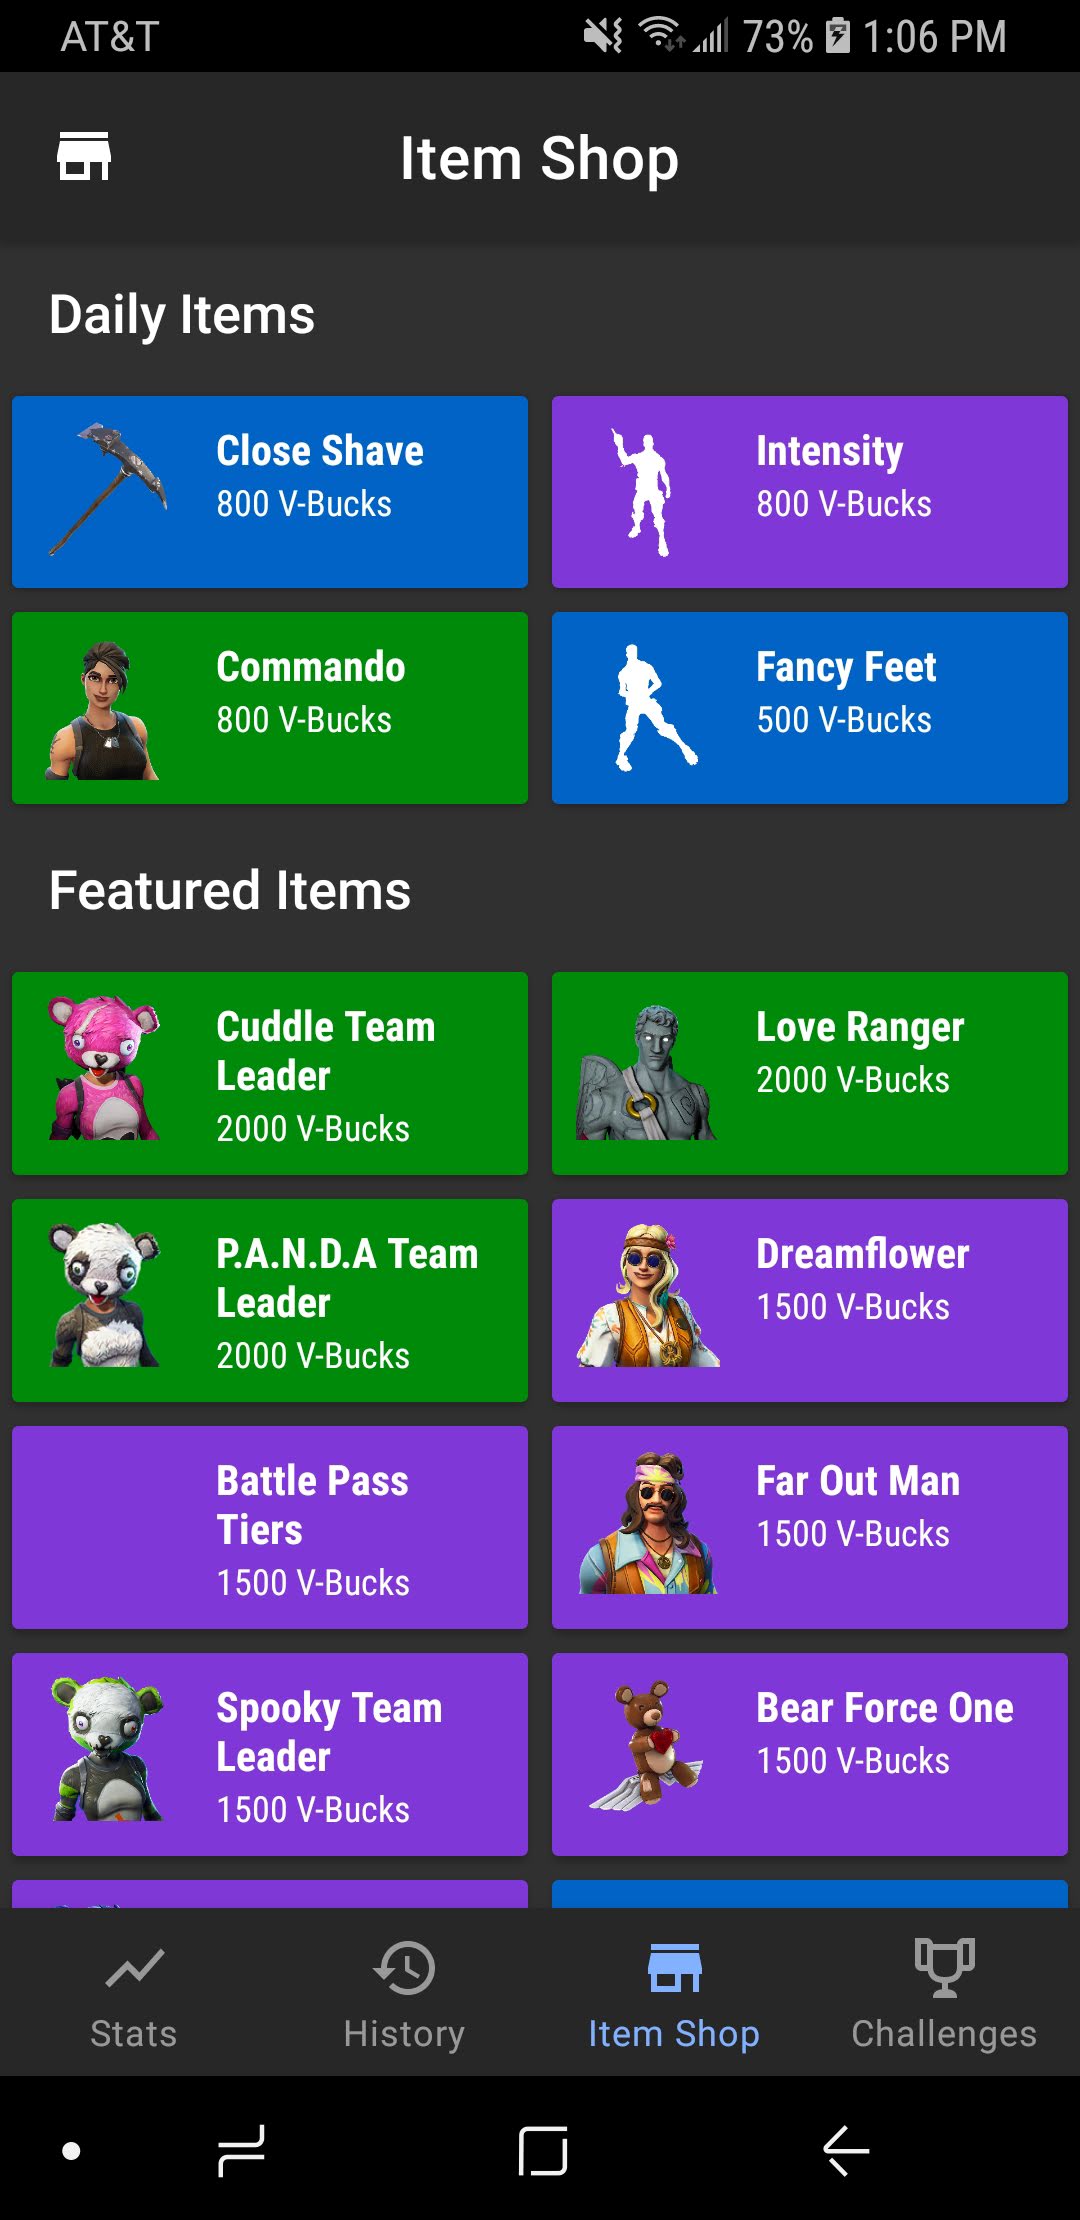 AT&T 73% 1:06 PM
Item Shop
Daily Items
Close Shave
800 V-Bucks
Intensity
800 V-Bucks
Commando
800 V-Bucks
Fancy Feet
500 V-Bucks
Featured Items
Cuddle Team
Leader
2000 V-Bucks
Love Ranger
2000 V-Bucks
P.A.N.D.A Team
Leader
2000 V-Bucks
Dreamflower
1500 V-Bucks
Battle Pass
Tiers
1500 V-Bucks
Far Out Man
1500 V-Bucks
Spooky Team
Leader
1500 V-Bucks
Bear Force One
1500 V-Bucks
Stats
History
Item Shop
Challenges